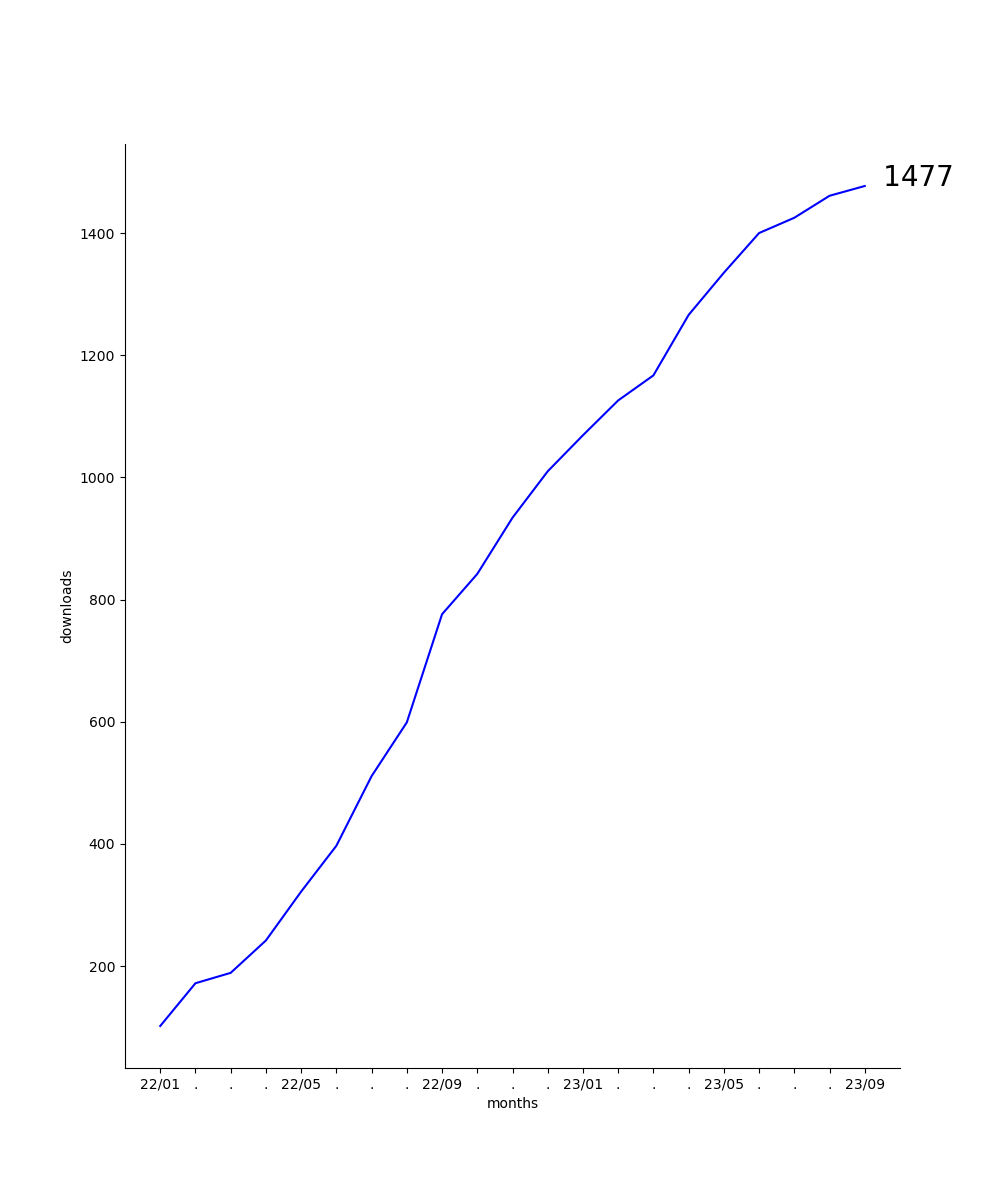 1477
1400
1200
1000
800
600
400
200
downloads
22/01 . . . 22/05 . . . 22/09 . . . 23/01 . . . 23/05 . . . 23/09
months